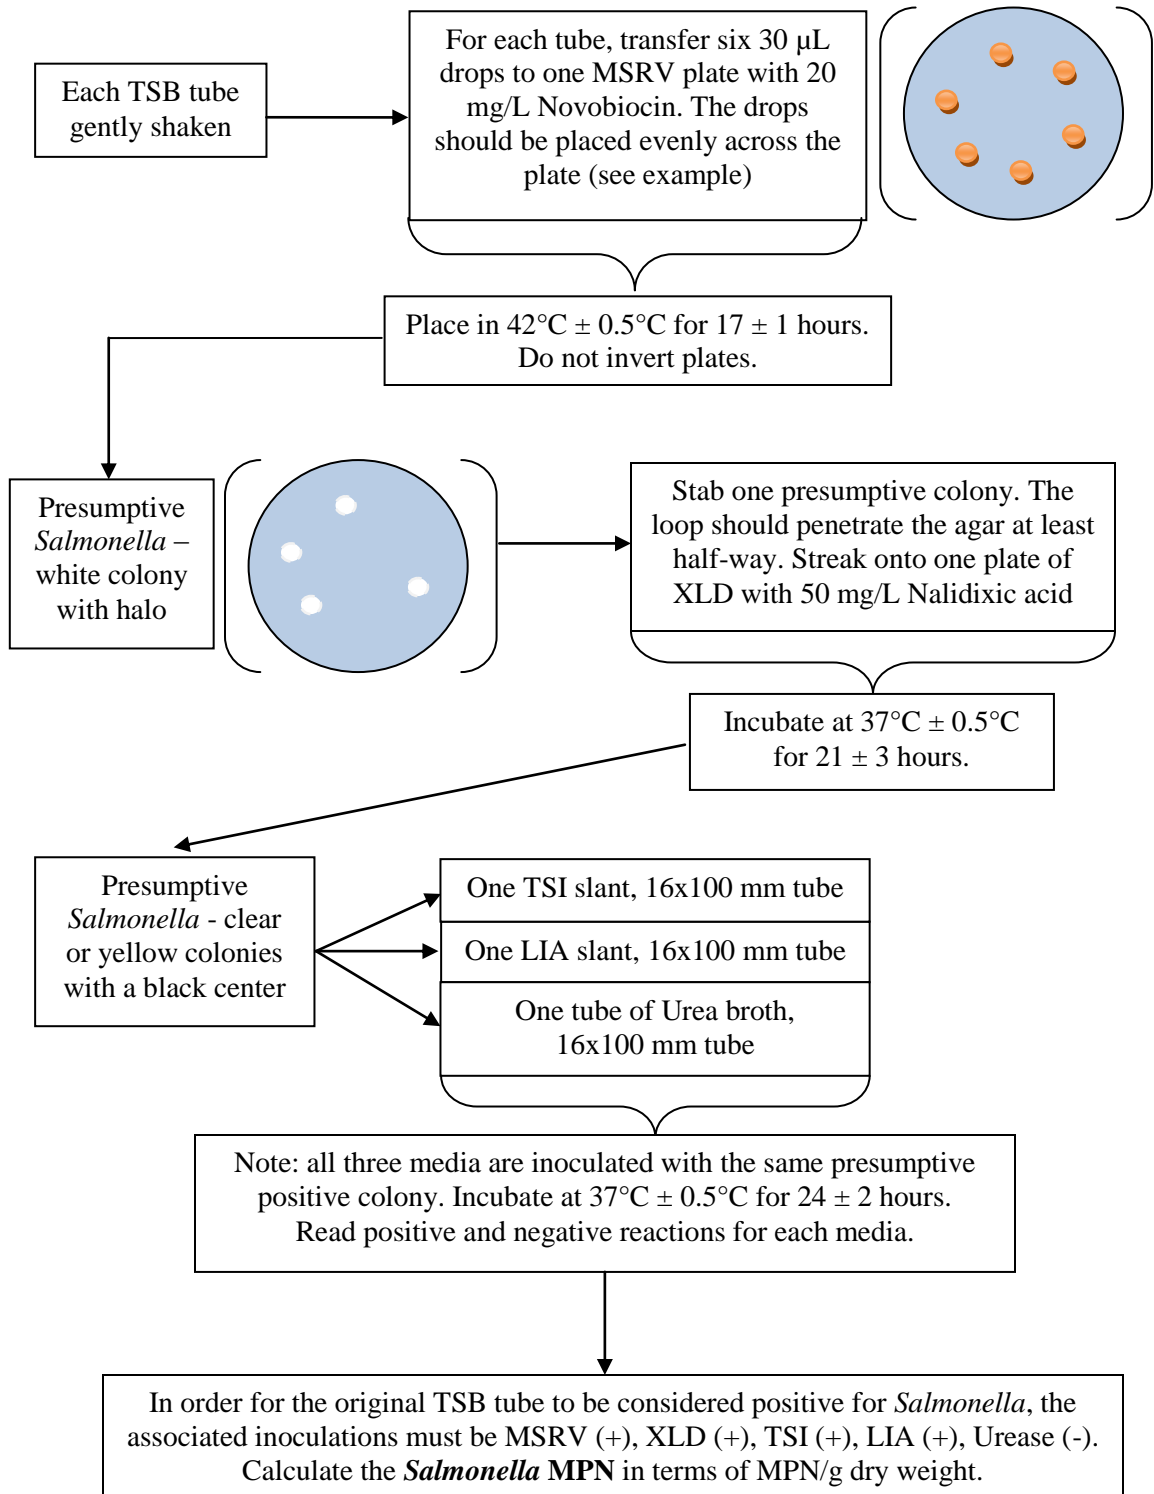 Each TSB tube
gently shaken
For each tube, transfer six 30 µL
drops to one MSRV plate with 20
mg/L Novobiocin. The drops
should be placed evenly across the
plate (see example)
Place in 42°C ± 0.5°C for 17 ± 1 hours.
Do not invert plates.
Presumptive
Salmonella –
white colony
with halo
Stab one presumptive colony. The
loop should penetrate the agar at least
half-way. Streak onto one plate of
XLD with 50 mg/L Nalidixic acid
Incubate at 37°C ± 0.5°C
for 21 ± 3 hours.
Presumptive
Salmonella - clear
or yellow colonies
with a black center
One TSI slant, 16x100 mm tube
One LIA slant, 16x100 mm tube
One tube of Urea broth,
16x100 mm tube
Note: all three media are inoculated with the same presumptive
positive colony. Incubate at 37°C ± 0.5°C for 24 ± 2 hours.
Read positive and negative reactions for each media.
In order for the original TSB tube to be considered positive for Salmonella, the
associated inoculations must be MSRV (+), XLD (+), TSI (+), LIA (+), Urease (-).
Calculate the Salmonella MPN in terms of MPN/g dry weight.